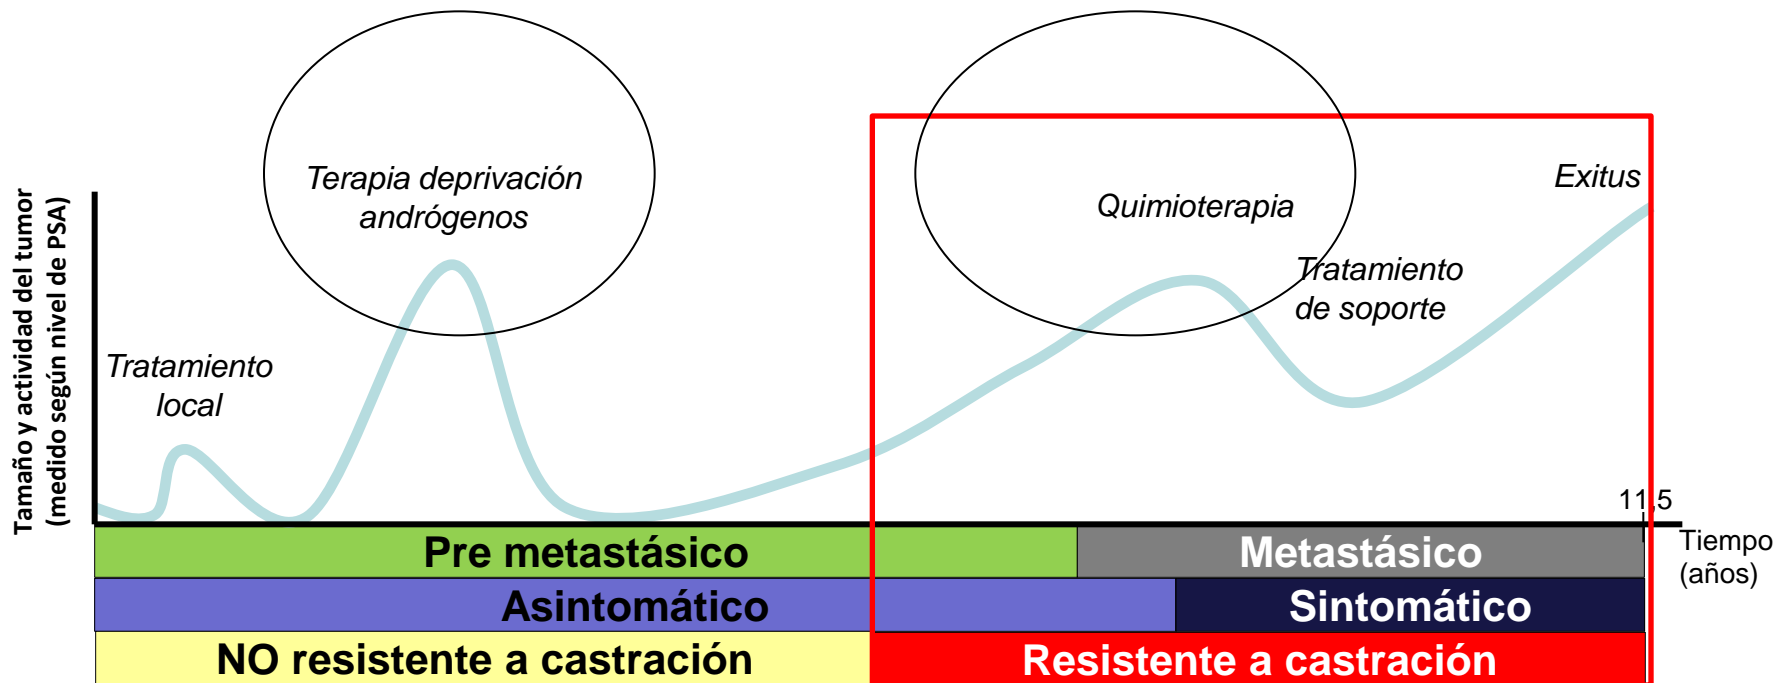 Tamaño y actividad del tumor
(medido según nivel de PSA)
Tratamiento
local
Terapia deprivación
andrógenos
Quimioterapia
Tratamiento
de soporte
Exitus
11,5
Tiempo
(años)
Pre metastásico
Metastásico
Asintomático
Sintomático
NO resistente a castración
Resistente a castración